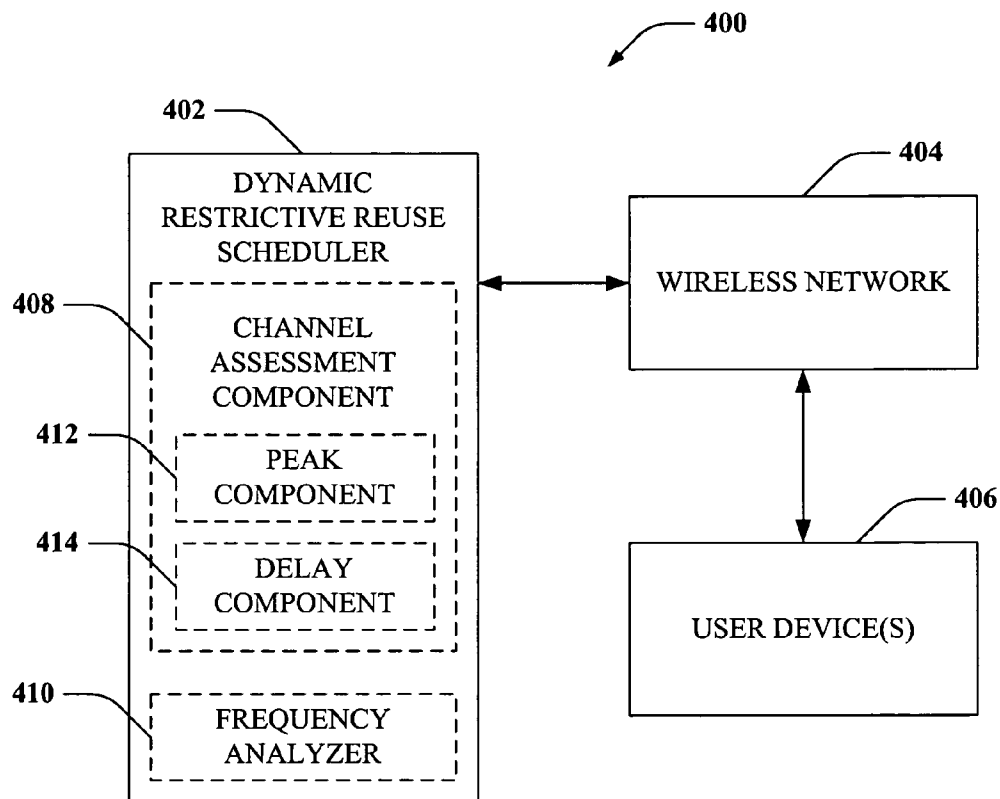 400
402
DYNAMIC
RESTRICTIVE REUSE
SCHEDULER
404
WIRELESS NETWORK
408
CHANNEL
ASSESSMENT
COMPONENT
412
PEAK
COMPONENT
414
DELAY
COMPONENT
406
USER DEVICE(S)
410
FREQUENCY
ANALYZER